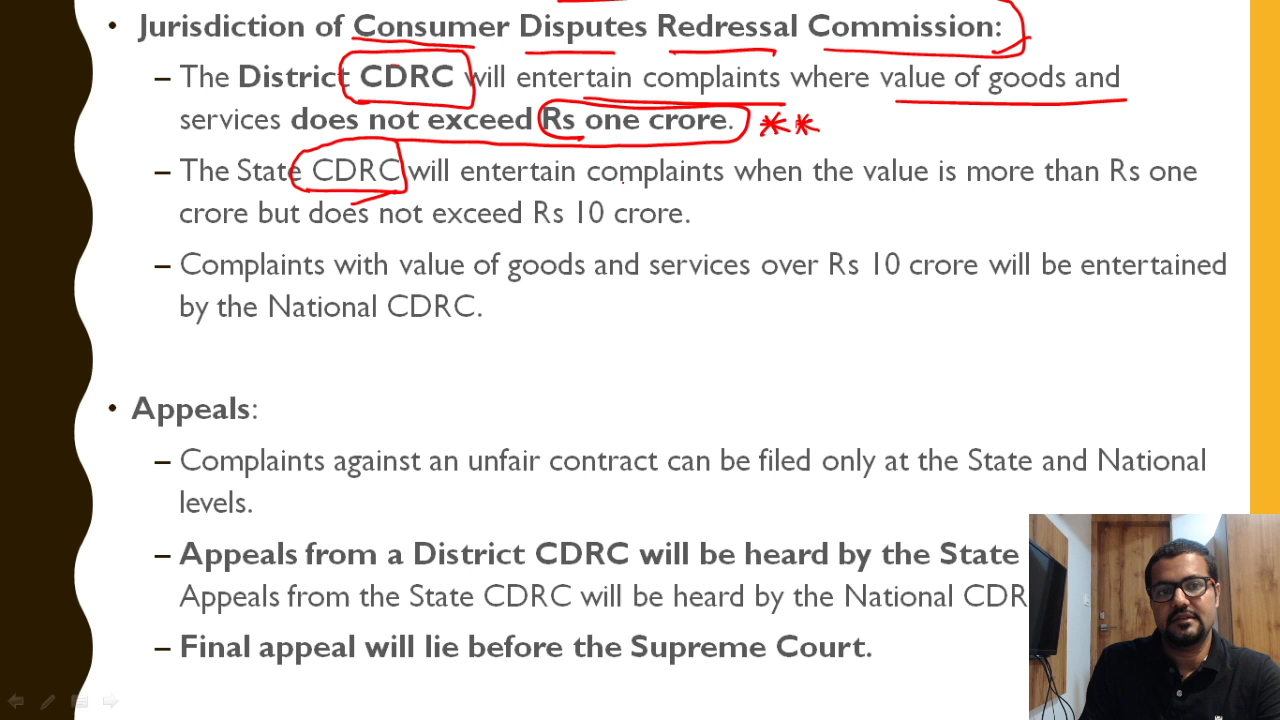 • Jurisdiction of Consumer Disputes Redressal Commission:
– The District CDRC will entertain complaints where value of goods and
services does not exceed Rs one crore. **
– The State CDRC will entertain complaints when the value is more than Rs one
crore but does not exceed Rs 10 crore.
– Complaints with value of goods and services over Rs 10 crore will be entertained
by the National CDRC.
• Appeals:
– Complaints against an unfair contract can be filed only at the State and National
levels.
– Appeals from a District CDRC will be heard by the State
Appeals from the State CDRC will be heard by the National CDR
– Final appeal will lie before the Supreme Court.